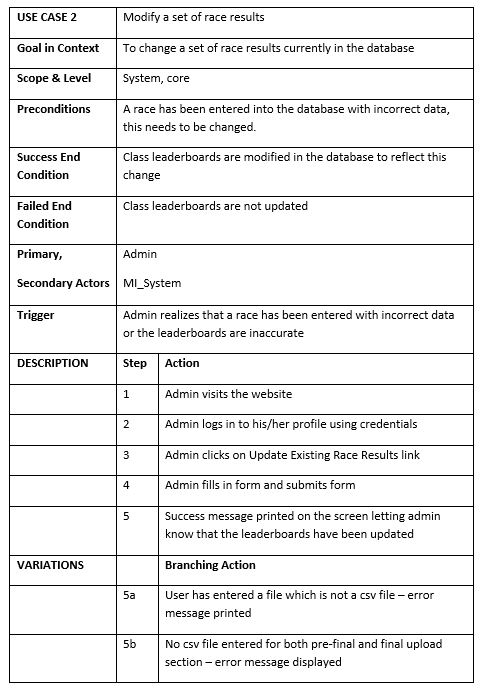 USE CASE 2 Modify a set of race results
Goal in Context To change a set of race results currently in the database
Scope & Level System, core
Preconditions A race has been entered into the database with incorrect data,
this needs to be changed.
Success End Class leaderboards are modified in the database to reflect this
Condition change
Failed End Class leaderboards are not updated
Condition
Primary, Admin
Secondary Actors MI_System
Trigger Admin realizes that a race has been entered with incorrect data
or the leaderboards are inaccurate
DESCRIPTION Step Action
1 Admin visits the website
2 Admin logs in to his/her profile using credentials
3 Admin clicks on Update Existing Race Results link
4 Admin fills in form and submits form
5 Success message printed on the screen letting admin
know that the leaderboards have been updated
VARIATIONS Branching Action
5a User has entered a file which is not a csv file – error
message printed
5b No csv file entered for both pre-final and final upload
section – error message displayed